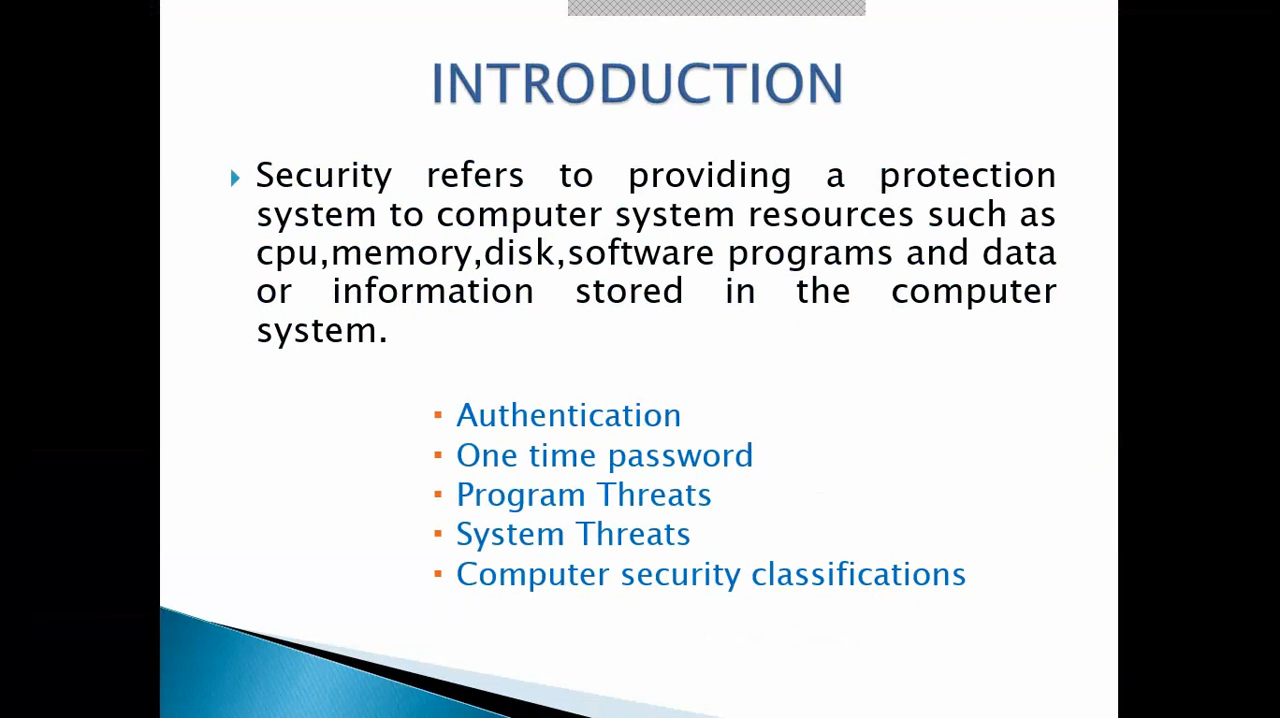 INTRODUCTION
Security refers to providing a protection
system to computer system resources such as
cpu,memory,disk,software programs and data
or information stored in the computer
system.
Authentication
One time password
Program Threats
System Threats
Computer security classifications